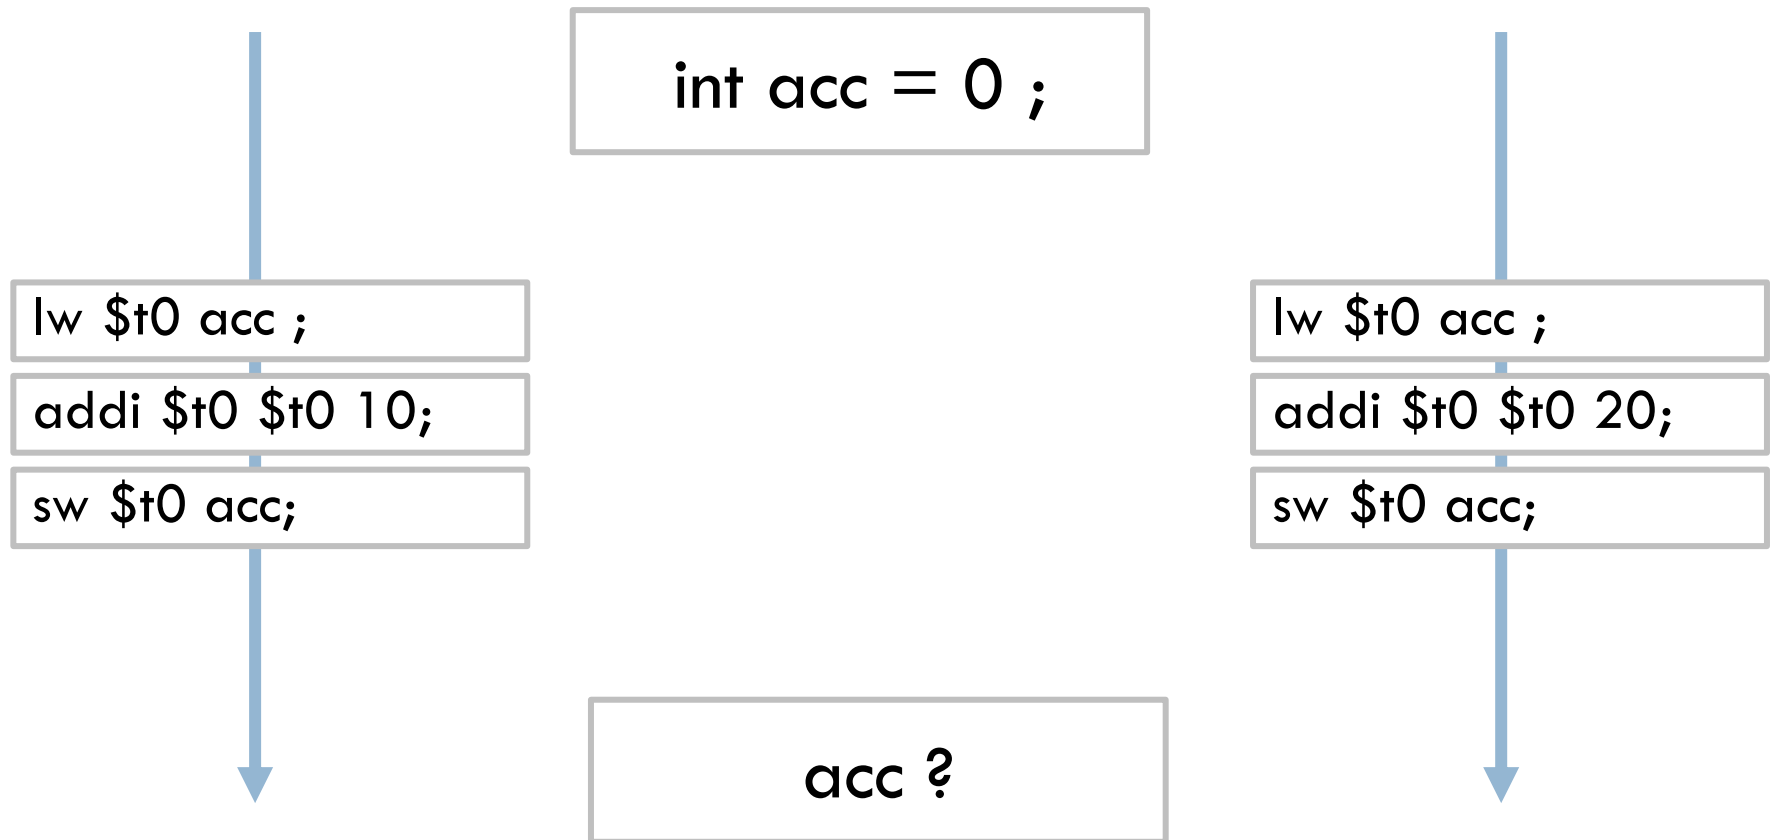 int acc = 0 ;
lw $t0 acc ;
addi $t0 $t0 10;
sw $t0 acc;
lw $t0 acc ;
addi $t0 $t0 20;
sw $t0 acc;
acc ?